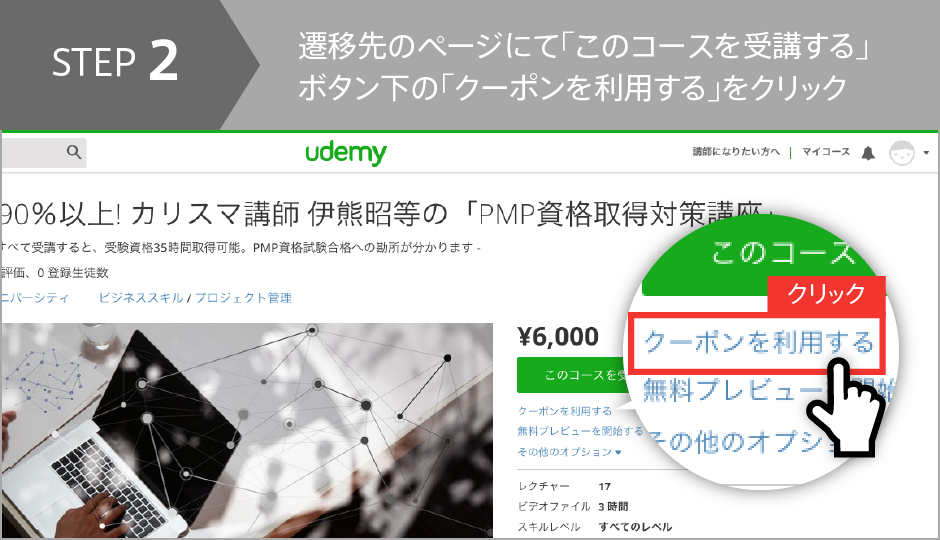 STEP 2
遷移先のページにて「このコースを受講する」
ボタン下の「クーポンを利用する」をクリック
udemy
講師になりたい方へ
マイコース
90%以上! カリスマ講師 伊熊昭等の「PMP資格取得対策講座」
すべて受講すると、受験資格35時間取得可能。PMP資格試験合格への勘所が分かります -
評価、0 登録生徒数
ニバーシティ
ビジネススキル / プロジェクト管理
¥6,000
このコースを受
クーポンを利用する
無料プレビューを開始する
その他のオプション
レクチャー 17
ビデオファイル 3 時間
スキルレベル すべてのレベル
このコース
クリック
クーポンを利用する
無料プレビュー
開始
その他のオプショ